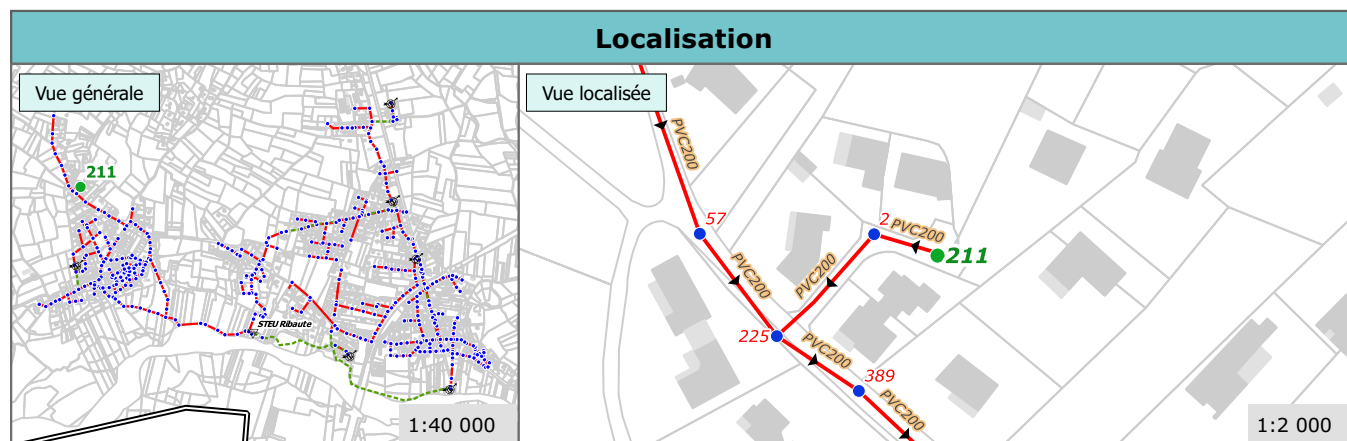 Localisation
Vue générale
211
STEU Ribaute
1:40 000
Vue localisée
PVC200
57
PVC200
2
PVC200
211
PVC200
225
PVC200
389
PVC200
1:2 000